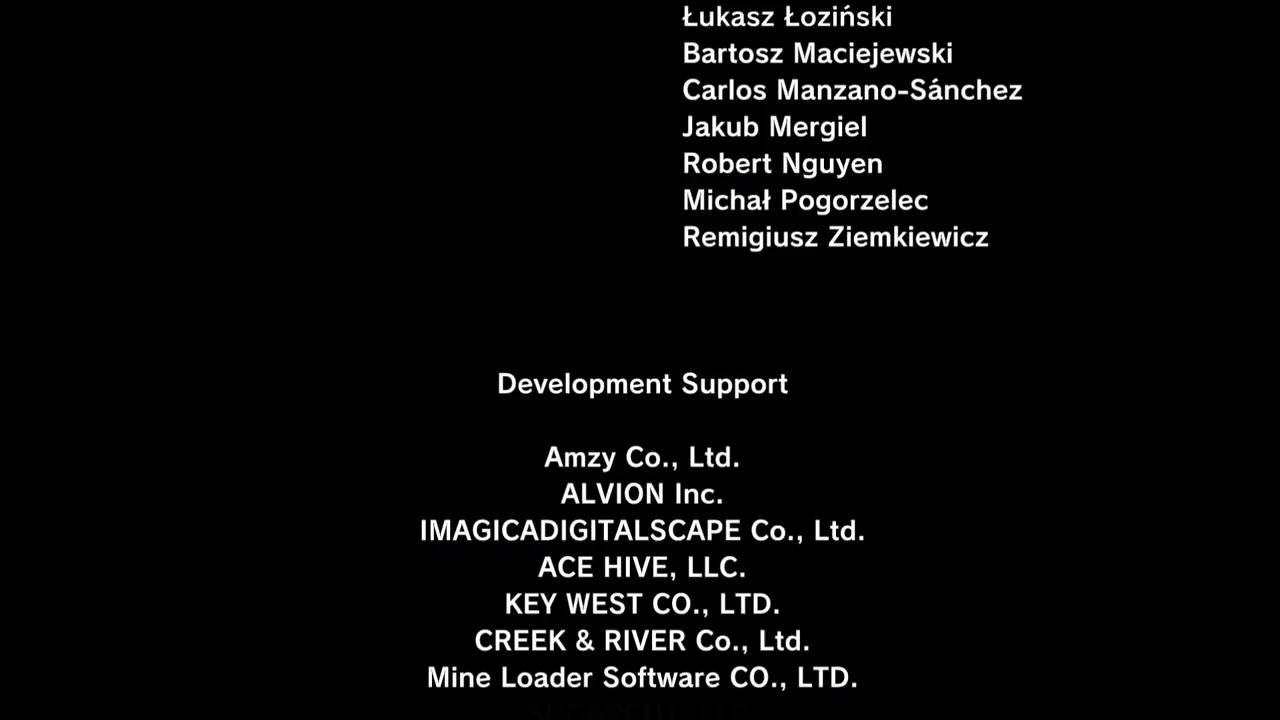 Łukasz Łoziński
Bartosz Maciejewski
Carlos Manzano-Sánchez
Jakub Mergiel
Robert Nguyen
Michał Pogorzelec
Remigiusz Ziemkiewicz
Development Support
Amzy Co., Ltd.
ALVION Inc.
IMAGICADIGITALSCAPE Co., Ltd.
ACE HIVE, LLC.
KEY WEST CO., LTD.
CREEK & RIVER Co., Ltd.
Mine Loader Software CO., LTD.